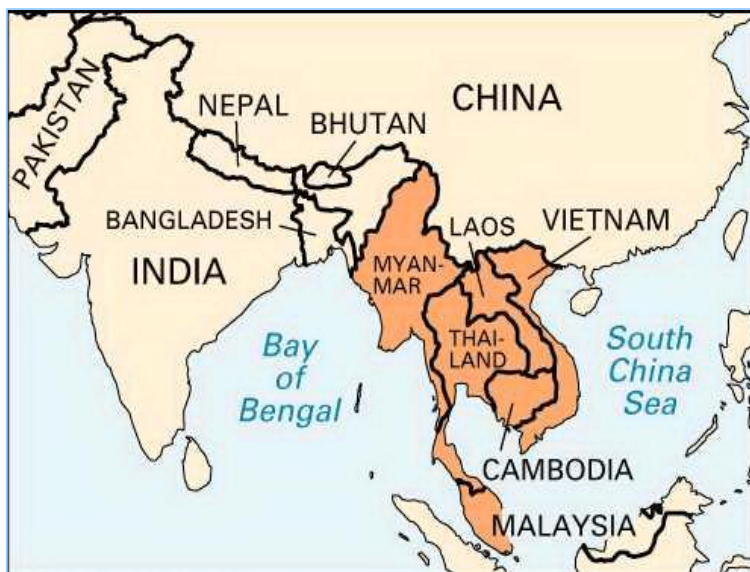 CHINA
NEPAL
BHUTAN
PAKISTAN
BANGLADESH
LAOS
VIETNAM
INDIA
MYAN-
MAR
THAI-
LAND
Bay
of
Bengal
South
China
Sea
CAMBODIA
MALAYSIA